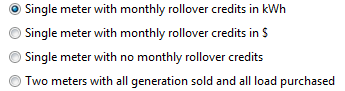 Single meter with monthly rollover credits in kWh
Single meter with monthly rollover credits in $
Single meter with no monthly rollover credits
Two meters with all generation sold and all load purchased